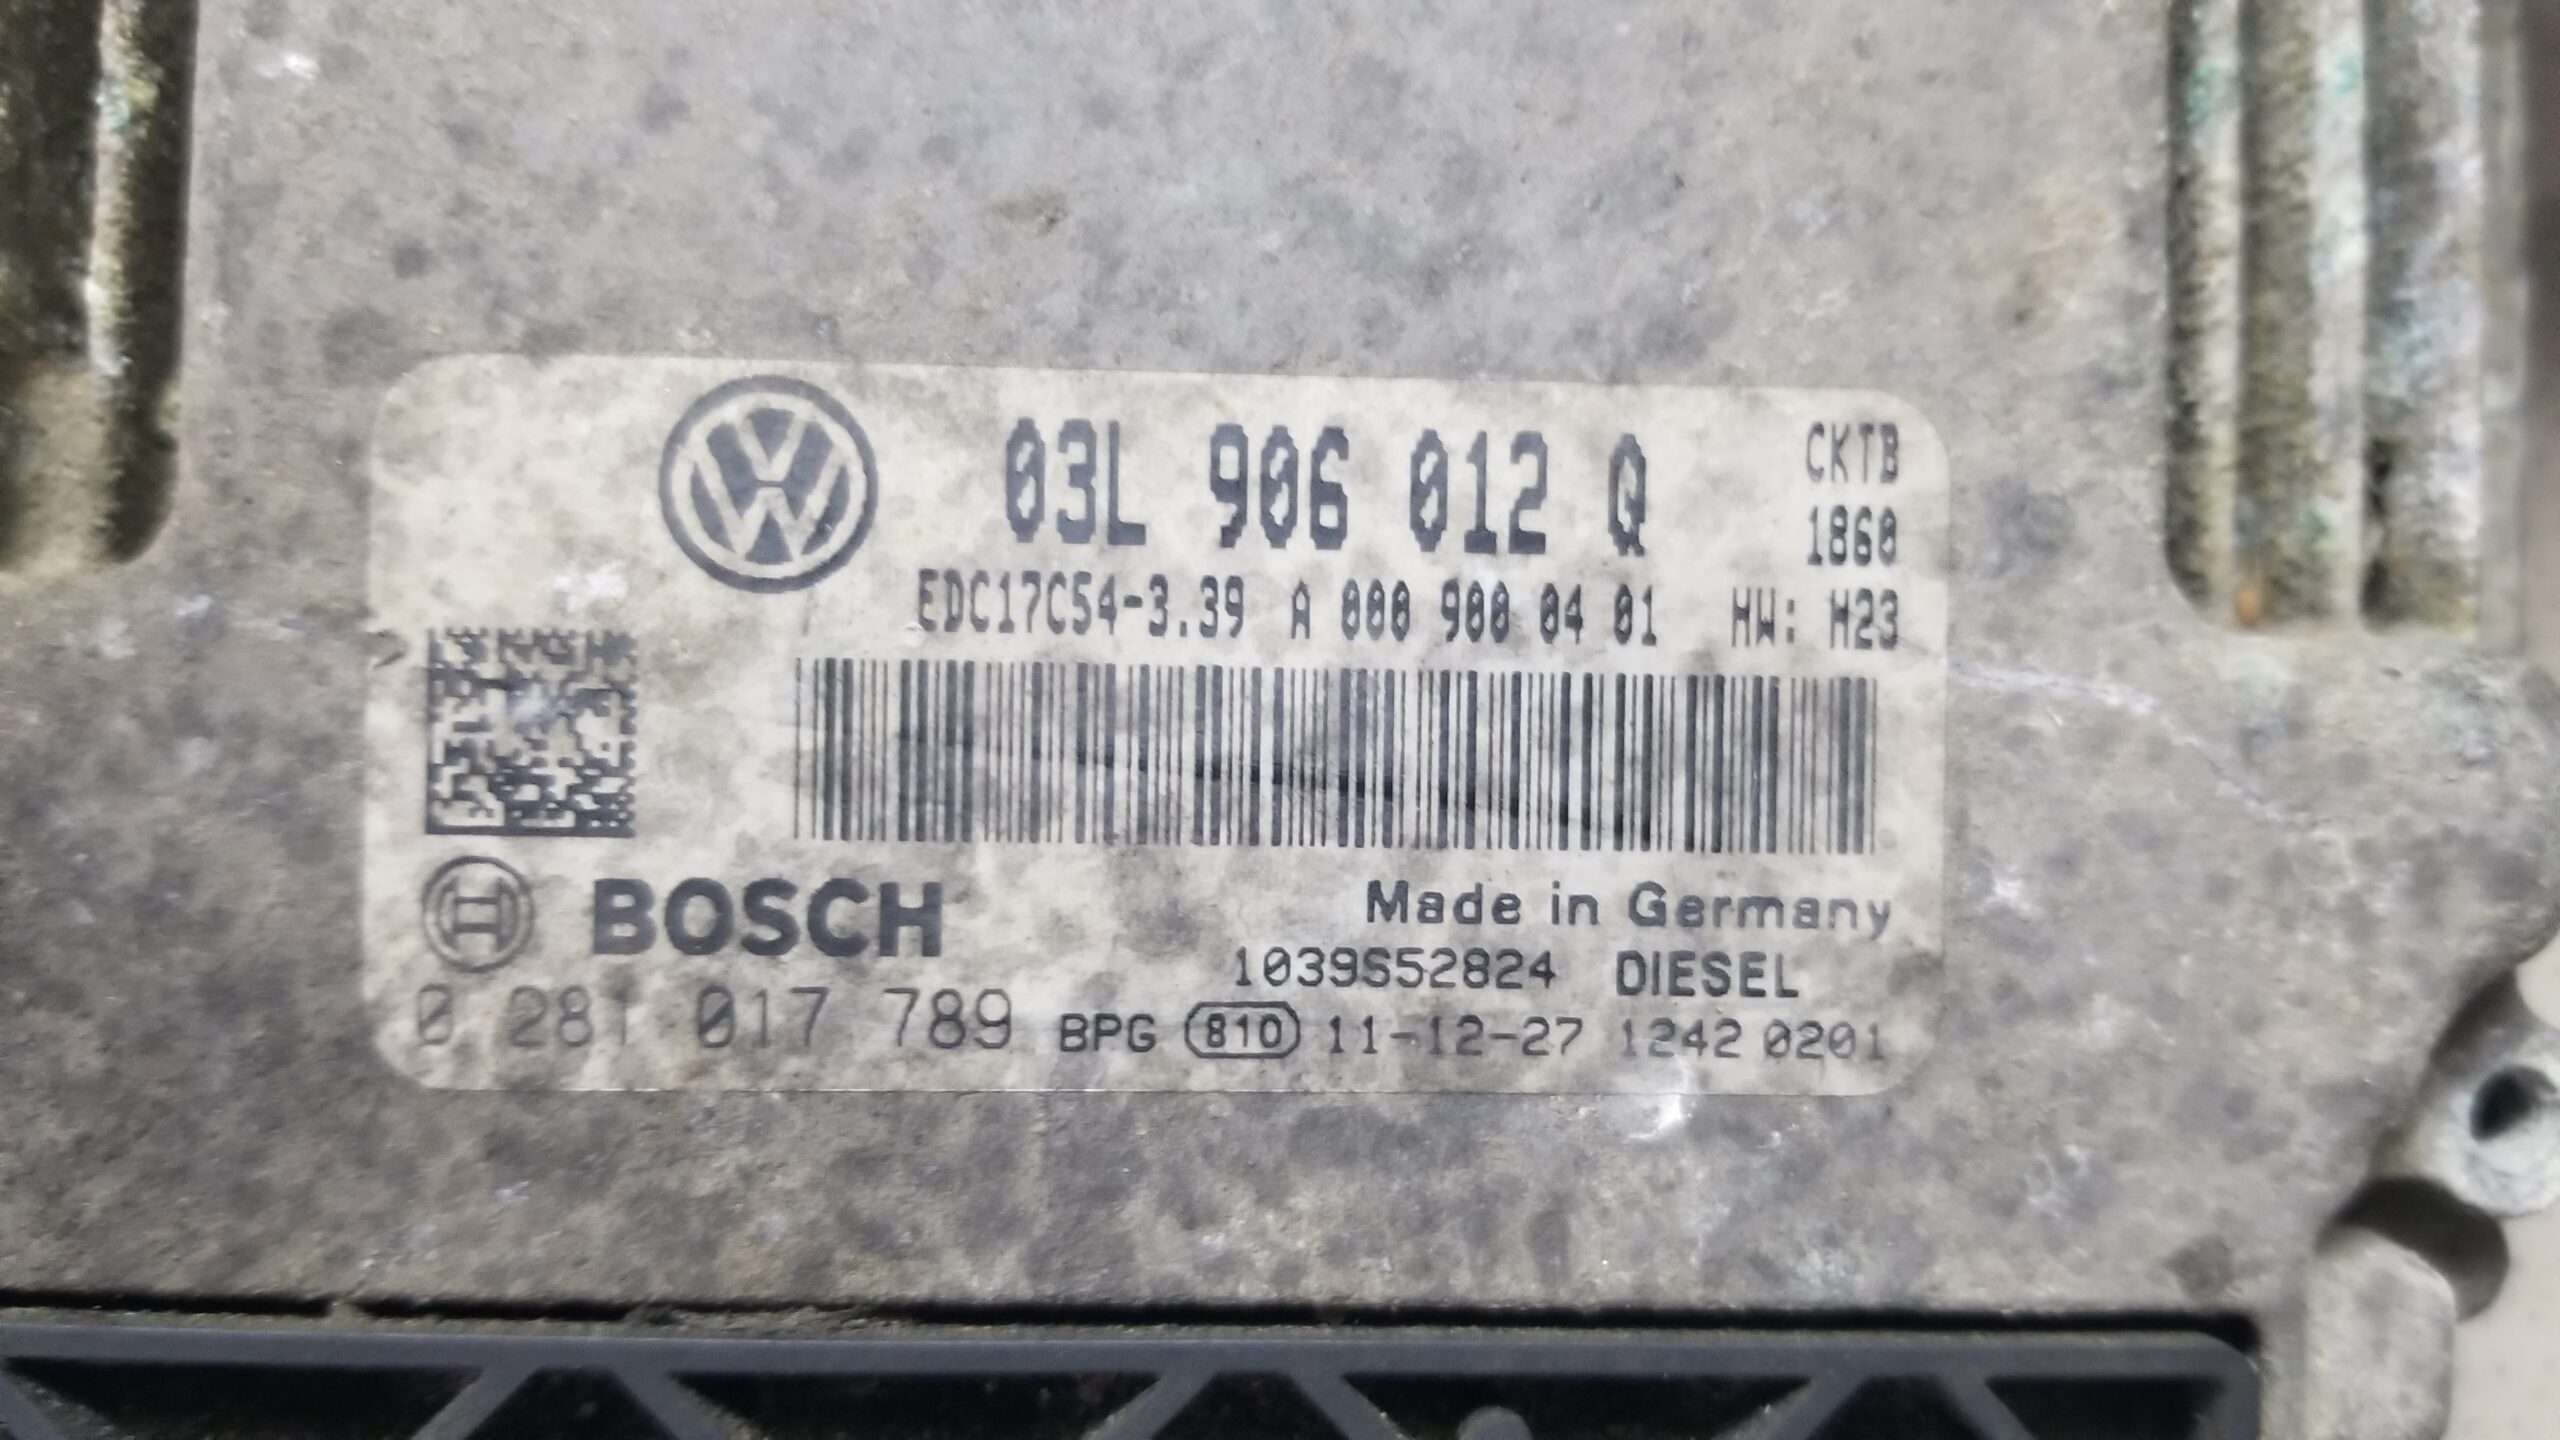 03L 906 012 Q
CKTB
1860
EDC17C54-3.39 A 000 900 04 01 HW: H23
BOSCH
Made in Germany
1039S52824 DIESEL
0 281 017 789 BPG 810 11-12-27 1242 0201